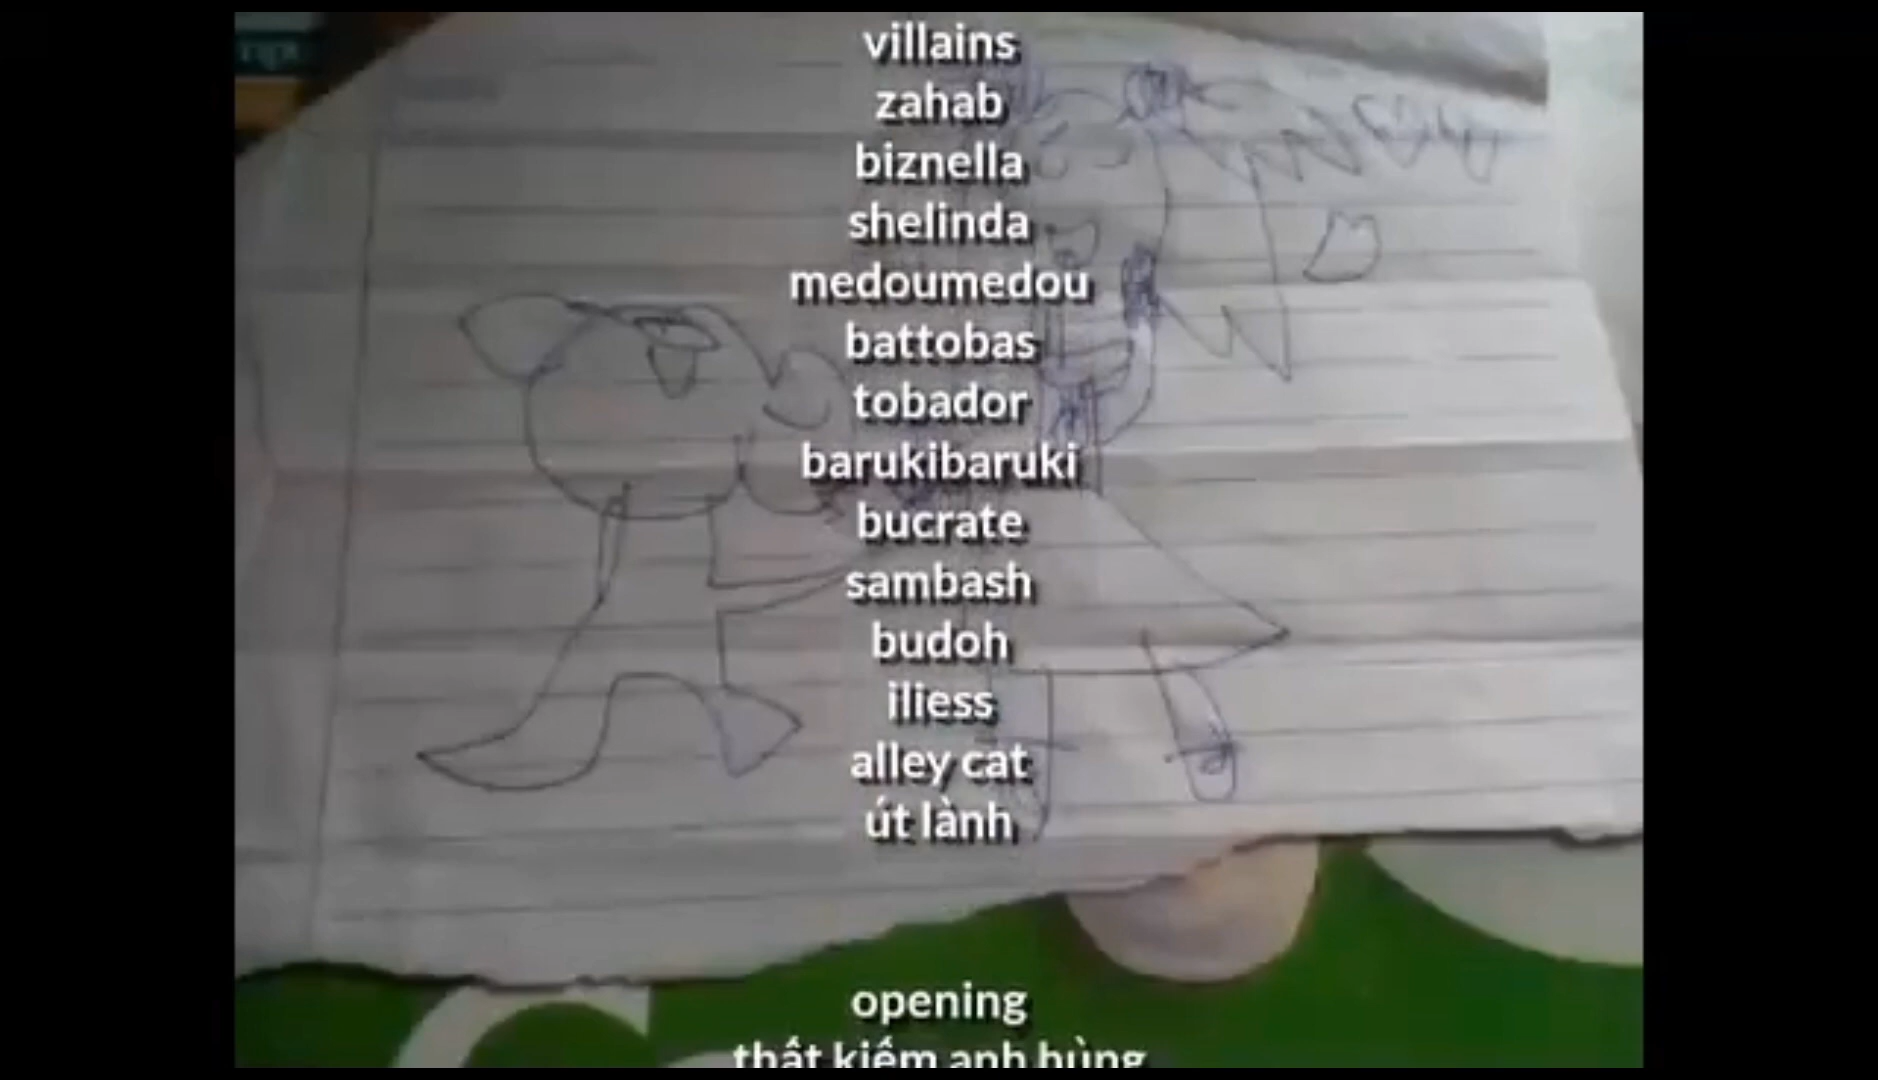 villains
zahab
biznella
shelinda
medoumedou
battobas
tobador
barukibaruki
bucrate
sambash
budoh
iliess
alley cat
út lành
opening
thất kiếm anh hùng